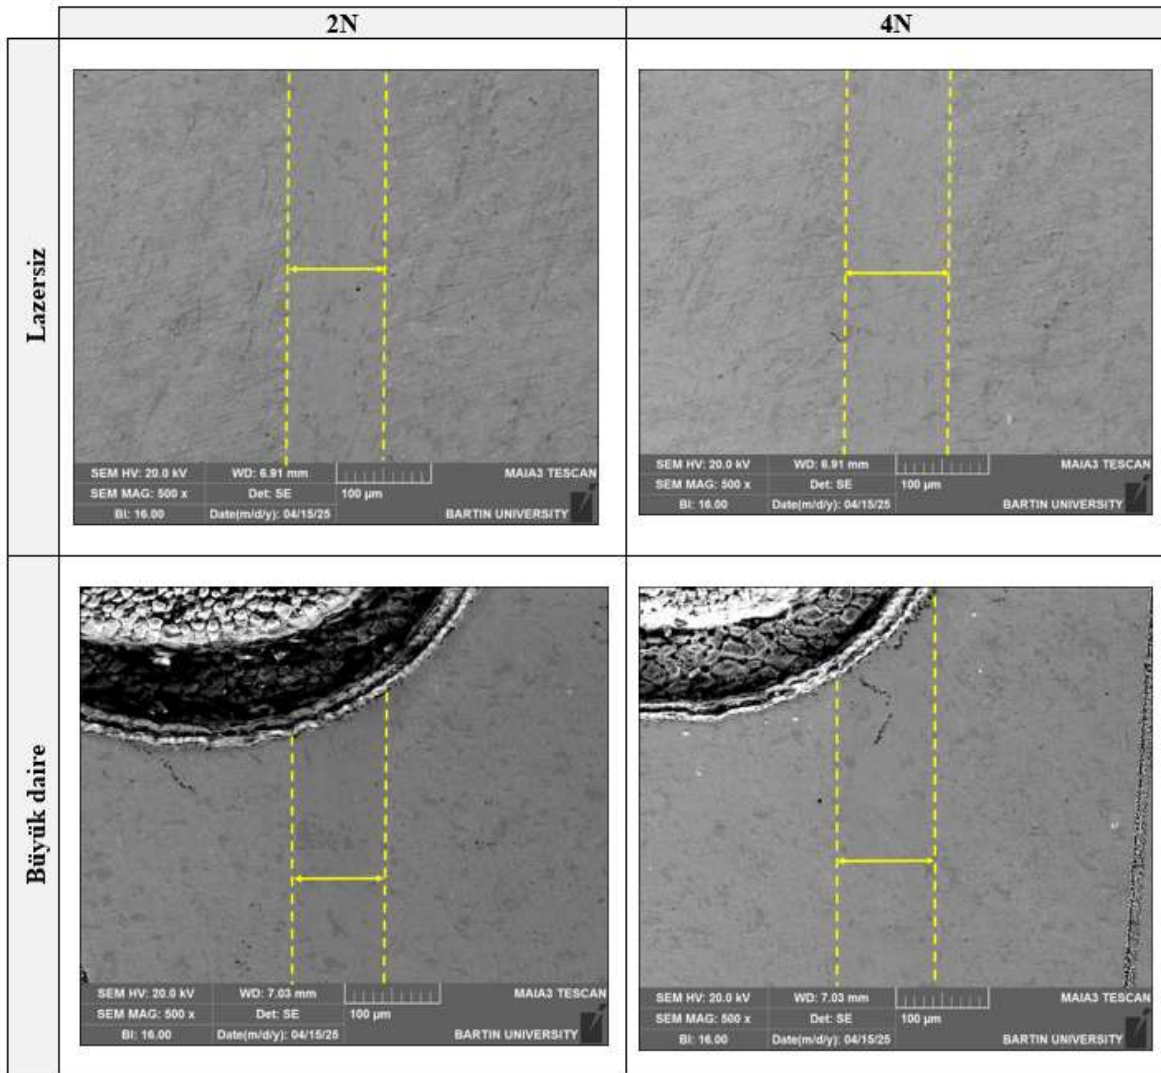 2N
4N
Lazersiz
SEM HV: 20.0 kV WD: 6.91 mm MAIA3 TESCAN
SEM MAG: 500 x Det: SE 100 µm
BI: 16.00 Date(m/d/y): 04/15/25 BARTIN UNIVERSITY
SEM HV: 20.0 kV WD: 6.91 mm MAIA3 TESCAN
SEM MAG: 500 x Det: SE 100 µm
BI: 16.00 Date(m/d/y): 04/15/25 BARTIN UNIVERSITY
Büyük daire
SEM HV: 20.0 kV WD: 7.03 mm MAIA3 TESCAN
SEM MAG: 500 x Det: SE 100 µm
BI: 16.00 Date(m/d/y): 04/15/25 BARTIN UNIVERSITY
SEM HV: 20.0 kV WD: 7.03 mm MAIA3 TESCAN
SEM MAG: 500 x Det: SE 100 µm
BI: 16.00 Date(m/d/y): 04/15/25 BARTIN UNIVERSITY